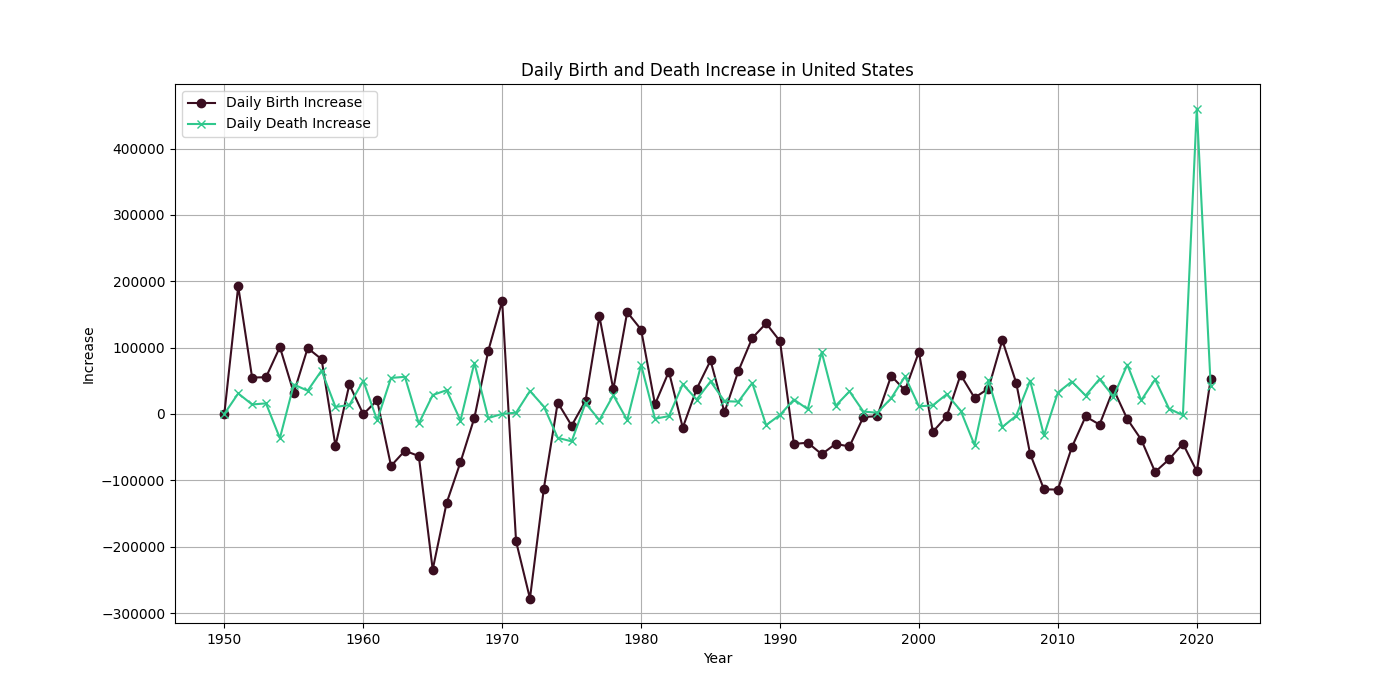 Daily Birth and Death Increase in United States
Daily Birth Increase
Daily Death Increase
400000
300000
200000
100000
0
−100000
−200000
−300000
Increase
1950 1960 1970 1980 1990 2000 2010 2020
Year